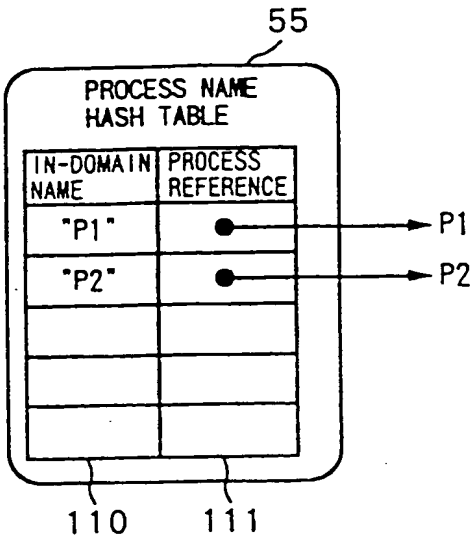 55
PROCESS NAME
HASH TABLE
IN-DOMAIN PROCESS
NAME REFERENCE
"P1" P1
"P2" P2
110 111